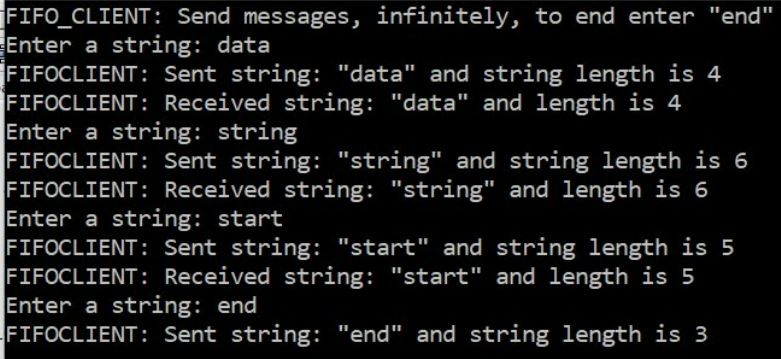 FIFO_CLIENT: Send messages, infinitely, to end enter "end"
Enter a string: data
FIFOCLIENT: Sent string: "data" and string length is 4
FIFOCLIENT: Received string: "data" and length is 4
Enter a string: string
FIFOCLIENT: Sent string: "string" and string length is 6
FIFOCLIENT: Received string: "string" and length is 6
Enter a string: start
FIFOCLIENT: Sent string: "start" and string length is 5
FIFOCLIENT: Received string: "start" and length is 5
Enter a string: end
FIFOCLIENT: Sent string: "end" and string length is 3